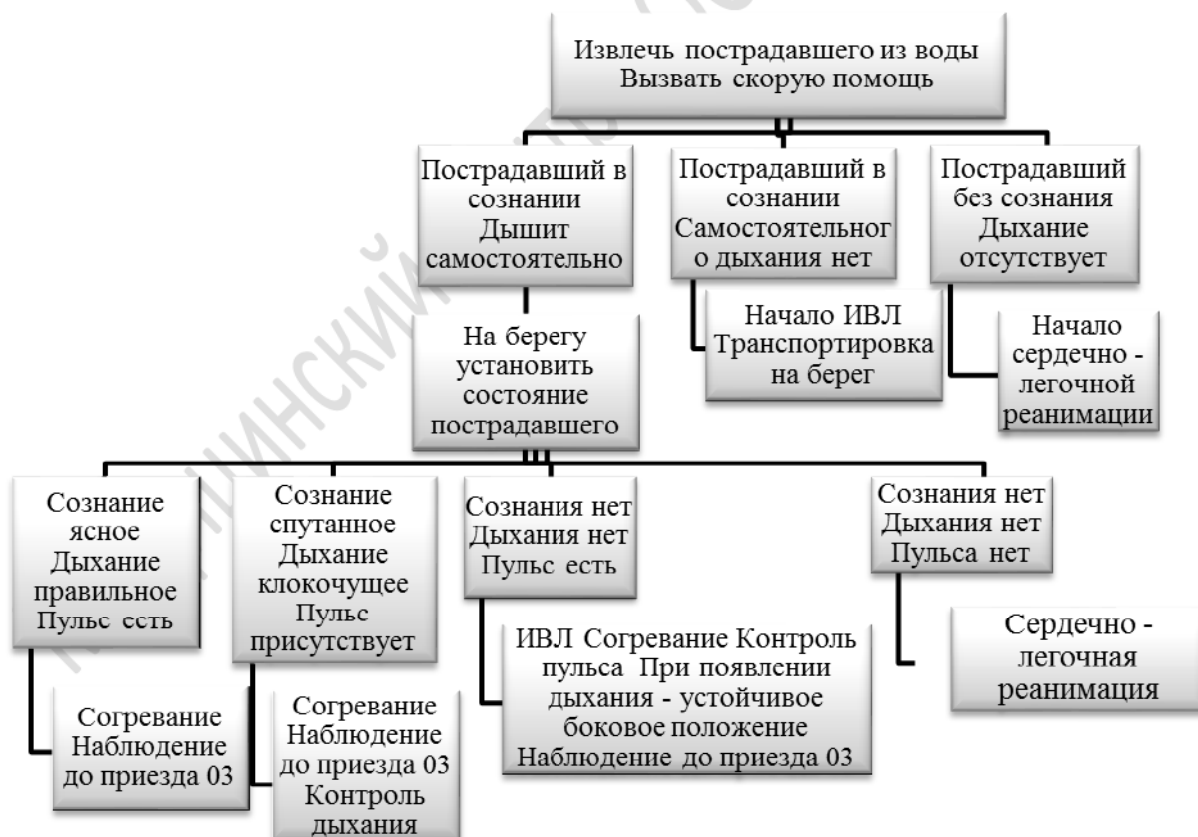 Извлечь пострадавшего из воды
Вызвать скорую помощь
Пострадавший в
сознании
Дышит
самостоятельно
Пострадавший в
сознании
Самостоятельног
о дыхания нет
Пострадавший
без сознания
Дыхание
отсутствует
На берегу
установить
состояние
пострадавшего
Начало ИВЛ
Транспортировка
на берег
Начало
сердечно -
легочной
реанимации
Сознание
ясное
Дыхание
правильное
Пульс есть
Сознание
спутанное
Дыхание
клокочущее
Пульс
присутствует
Сознания нет
Дыхания нет
Пульс есть
Сознания нет
Дыхания нет
Пульса нет
Согревание
Наблюдение
до приезда 03
Согревание
Наблюдение
до приезда 03
Контроль
дыхания
ИВЛ Согревание Контроль
пульса При появлении
дыхания - устойчивое
боковое положение
Наблюдение до приезда 03
Сердечно -
легочная
реанимация